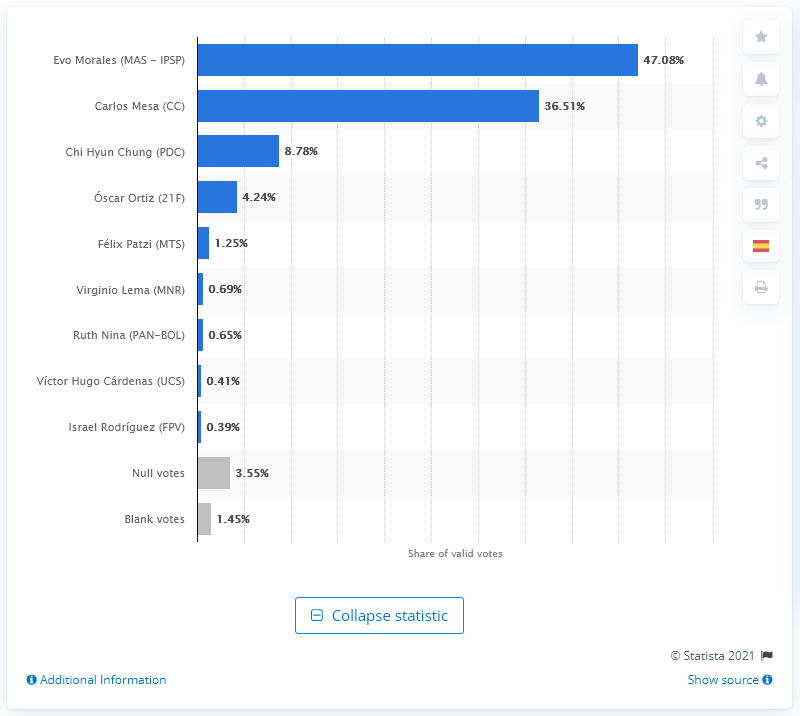 Evo Morales (MAS - IPSP) 47.08%
Carlos Mesa (CC) 36.51%
Chi Hyun Chung (PDC) 8.78%
Óscar Ortiz (21F) 4.24%
Félix Patzi (MTS) 1.25%
Virginio Lema (MNR) 0.69%
Ruth Nina (PAN-BOL) 0.65%
Víctor Hugo Cárdenas (UCS) 0.41%
Israel Rodríguez (FPV) 0.39%
Null votes 3.55%
Blank votes 1.45%
Share of valid votes
Collapse statistic
© Statista 2021
Additional Information Show source